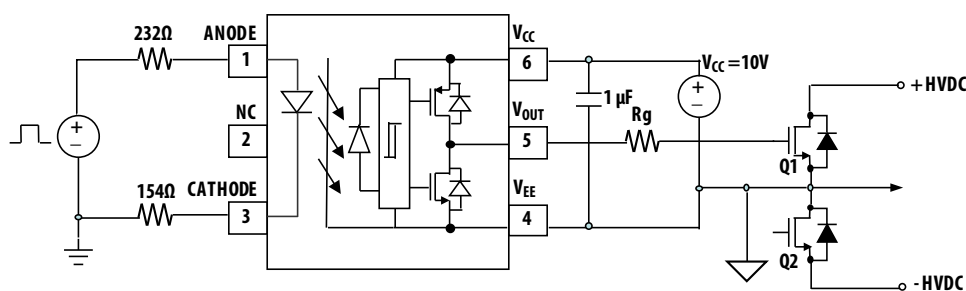 232Ω
ANODE
1
NC
2
154Ω
CATHODE
3
VCC
6
VOUT
5
VEE
4
1 µF
Rg
VCC=10V
+HVDC
Q1
Q2
-HVDC